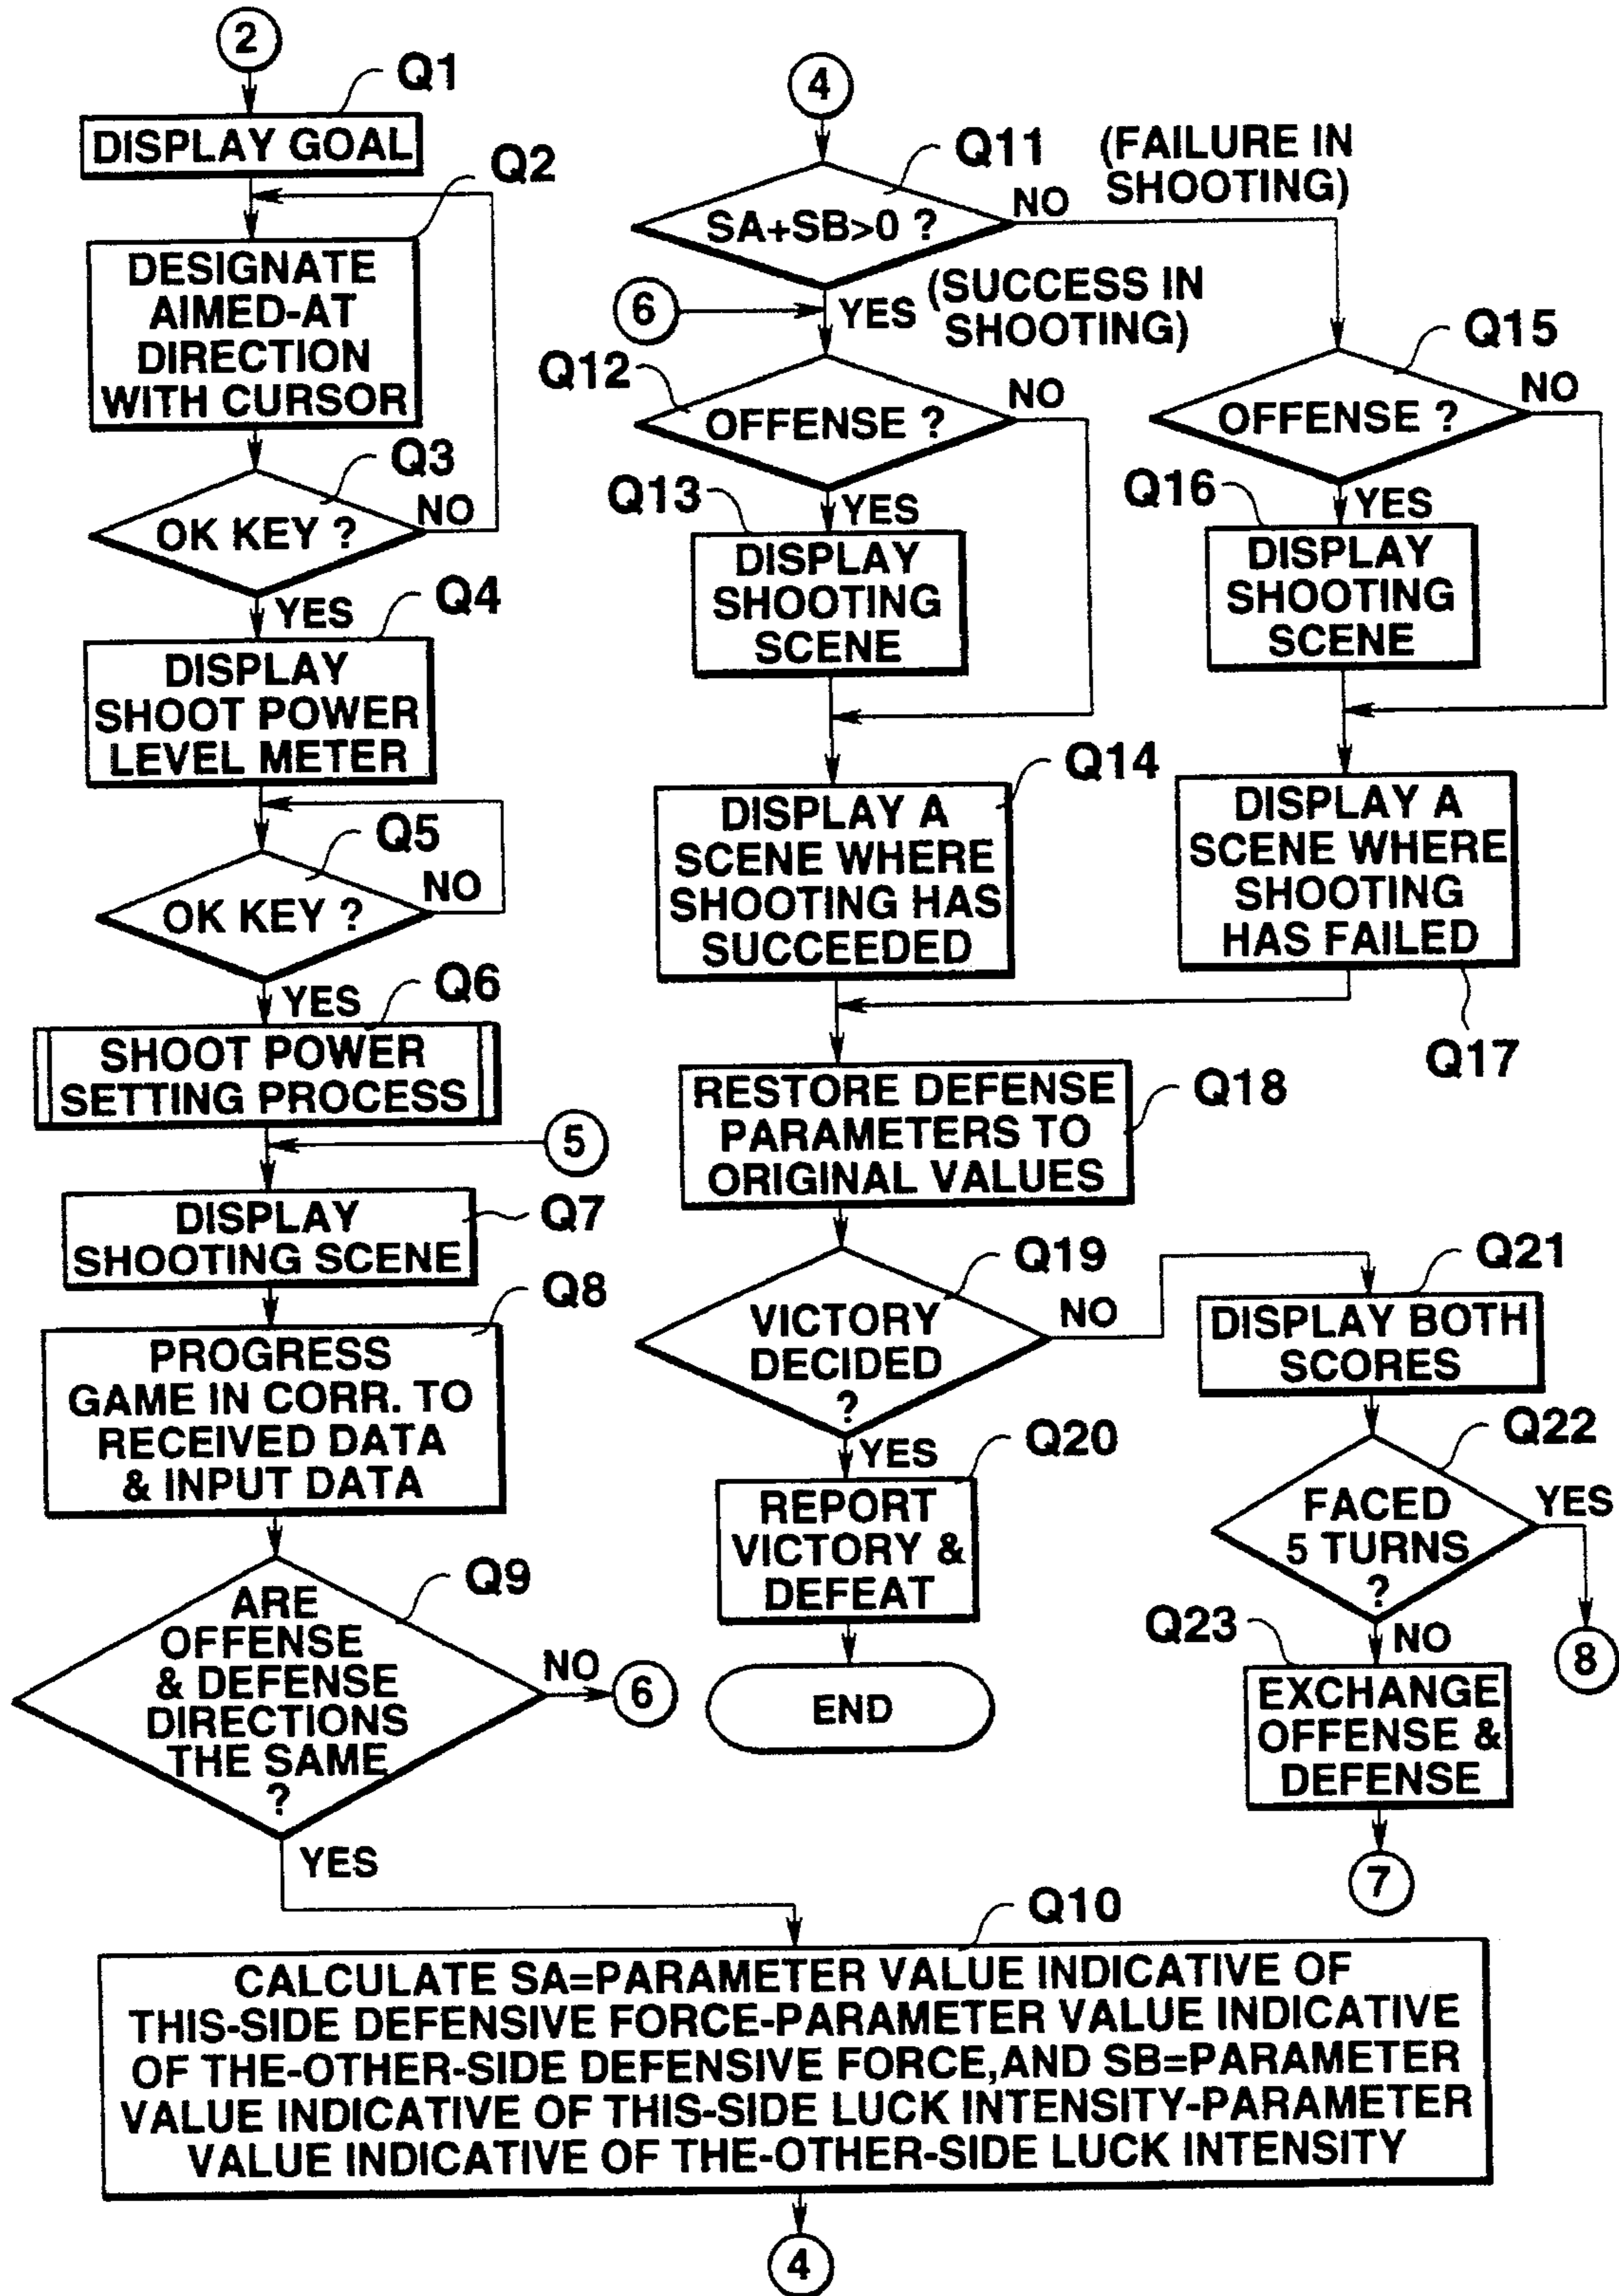 2
Q1
DISPLAY GOAL
Q2
DESIGNATE
AIMED-AT
DIRECTION
WITH CURSOR
Q3
OK KEY ?
NO
YES
Q4
DISPLAY
SHOOT POWER
LEVEL METER
Q5
OK KEY ?
NO
YES
Q6
SHOOT POWER
SETTING PROCESS
5
Q7
DISPLAY
SHOOTING SCENE
Q8
PROGRESS
GAME IN CORR. TO
RECEIVED DATA
& INPUT DATA
Q9
ARE
OFFENSE
& DEFENSE
DIRECTIONS
THE SAME
?
NO
6
YES
Q10
CALCULATE SA=PARAMETER VALUE INDICATIVE OF
THIS-SIDE DEFENSIVE FORCE-PARAMETER VALUE INDICATIVE
OF THE-OTHER-SIDE DEFENSIVE FORCE,AND SB=PARAMETER
VALUE INDICATIVE OF THIS-SIDE LUCK INTENSITY-PARAMETER
VALUE INDICATIVE OF THE-OTHER-SIDE LUCK INTENSITY
4
4
Q11
SA+SB>0 ?
NO
(FAILURE IN
SHOOTING)
6
YES
(SUCCESS IN
SHOOTING)
Q12
OFFENSE ?
NO
Q13
YES
DISPLAY
SHOOTING
SCENE
Q14
DISPLAY A
SCENE WHERE
SHOOTING HAS
SUCCEEDED
Q15
OFFENSE ?
NO
Q16
YES
DISPLAY
SHOOTING
SCENE
DISPLAY A
SCENE WHERE
SHOOTING
HAS FAILED
Q17
Q18
RESTORE DEFENSE
PARAMETERS TO
ORIGINAL VALUES
Q19
VICTORY
DECIDED
?
NO
YES
Q20
REPORT
VICTORY &
DEFEAT
END
Q21
DISPLAY BOTH
SCORES
Q22
FACED
5 TURNS
?
YES
8
NO
Q23
EXCHANGE
OFFENSE &
DEFENSE
7